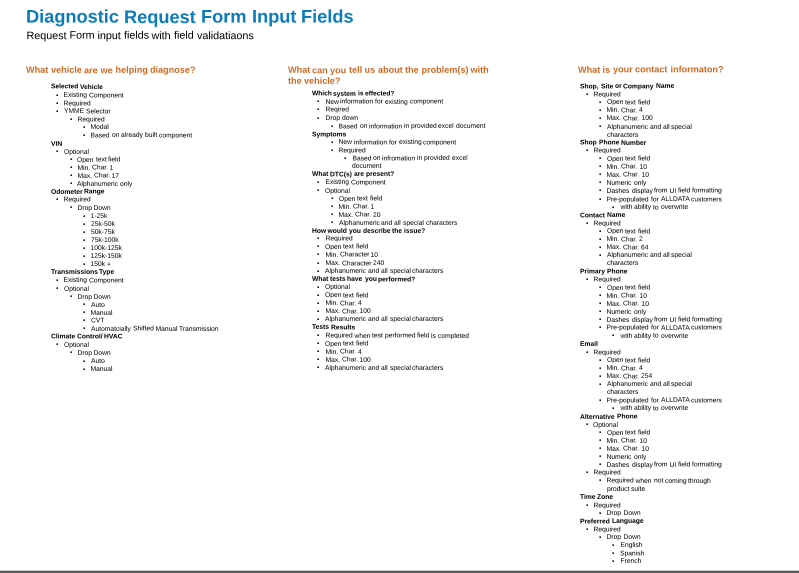 Diagnostic Request Form Input Fields
Request Form input fields with field validatiaons
What vehicle are we helping diagnose?
Selected Vehicle
• Existing Component
• Required
• YMME Selector
• Required
• Modal
• Based on already built component
VIN
• Optional
• Open text field
• Min. Char. 1
• Max. Char. 17
• Alphanumeric only
Odometer Range
• Required
• Drop Down
• 1-25k
• 25k-50k
• 50k-75k
• 75k-100k
• 100k-125k
• 125k-150k
• 150k +
Transmissions Type
• Existing Component
• Optional
• Drop Down
• Auto
• Manual
• CVT
• Automatcially Shifted Manual Transmission
Climate Control/ HVAC
• Optional
• Drop Down
• Auto
• Manual
What can you tell us about the problem(s) with
the vehicle?
Which system is effected?
• New information for existing component
• Reqired
• Drop down
• Based on information in provided excel document
Symptoms
• New information for existing component
• Required
• Based on infromation in provided excel
document
What DTC(s) are present?
• Existing Component
• Optional
• Open text field
• Min. Char. 1
• Max. Char. 20
• Alphanumeric and all special characters
How would you describe the issue?
• Required
• Open text field
• Min. Character 10
• Max. Character 240
• Alphanumeric and all special characters
What tests have you performed?
• Optional
• Open text field
• Min. Char. 4
• Max. Char. 100
• Alphanumeric and all special characters
Tests Results
• Required when test performed field is completed
• Open text field
• Min. Char. 4
• Max. Char. 100
• Alphanumeric and all special characters
What is your contact informaton?
Shop, Site or Company Name
• Required
• Open text field
• Min. Char. 4
• Max. Char. 100
• Alphanumeric and all special
characters
Shop Phone Number
• Required
• Open text field
• Min. Char. 10
• Max. Char. 10
• Numeric only
• Dashes display from UI field formatting
• Pre-populated for ALLDATA customers
• with ability to overwrite
Contact Name
• Required
• Open text field
• Min. Char. 2
• Max. Char. 64
• Alphanumeric and all special
characters
Primary Phone
• Required
• Open text field
• Min. Char. 10
• Max. Char. 10
• Numeric only
• Dashes display from UI field formatting
• Pre-populated for ALLDATA customers
• with ability to overwrite
Email
• Required
• Open text field
• Min. Char. 4
• Max. Char. 254
• Alphanumeric and all special
characters
• Pre-populated for ALLDATA customers
• with ability to overwrite
Alternative Phone
• Optional
• Open text field
• Min. Char. 10
• Max. Char. 10
• Numeric only
• Dashes display from UI field formatting
• Required
• Required when not coming through
product suite
Time Zone
• Required
• Drop Down
Preferred Language
• Required
• Drop Down
• English
• Spanish
• French